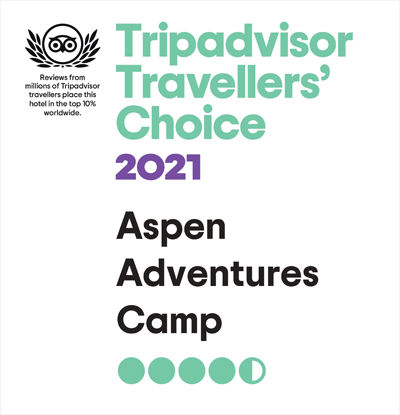 Tripadvisor
Travellers’
Choice
2021
Reviews from
millions of Tripadvisor
travellers place this
hotel in the top 10%
worldwide.
Aspen
Adventures
Camp